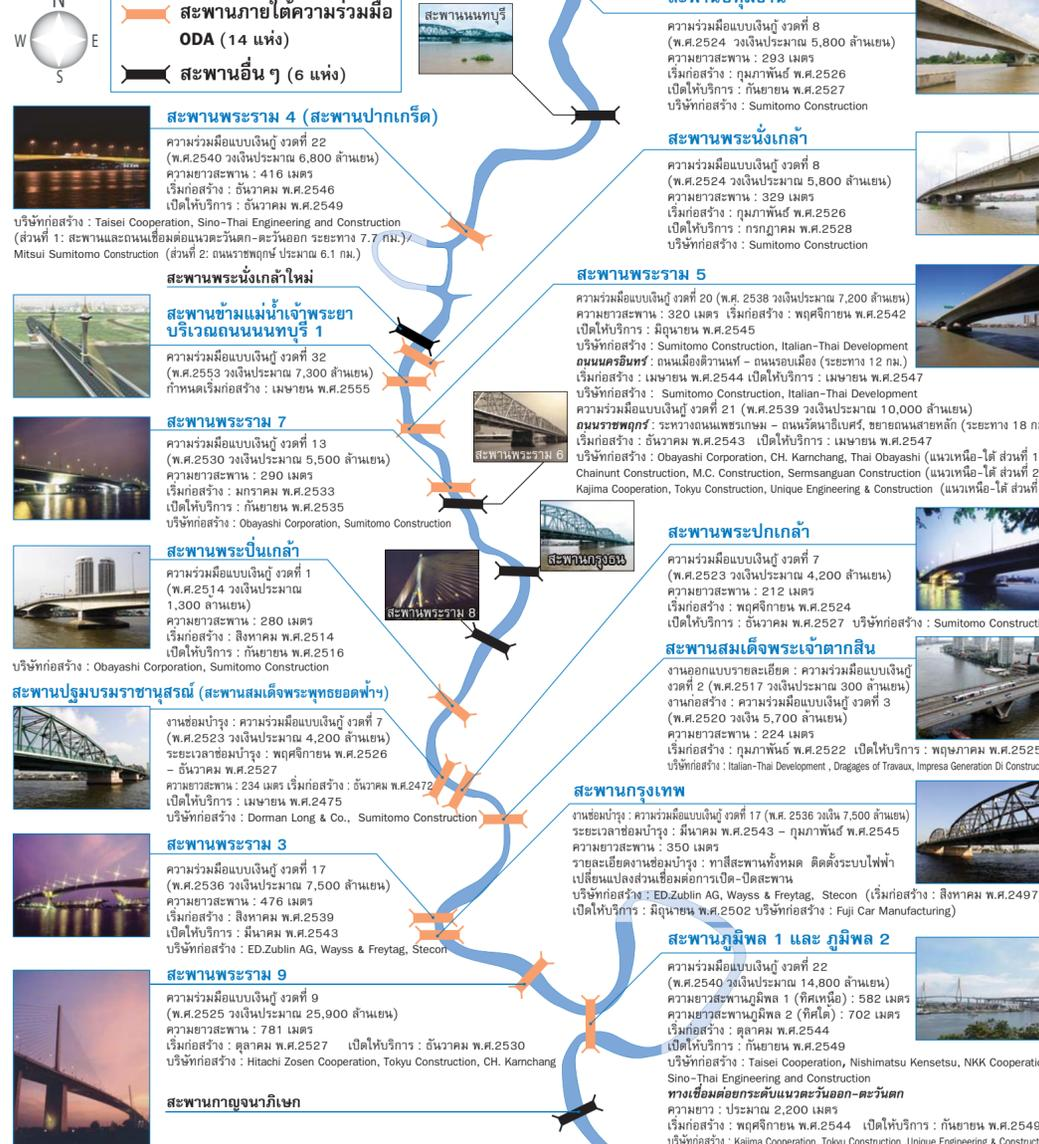 N
W
E
S
สะพานภายใต้ความร่วมมือ
ODA (14 แห่ง)
สะพานอื่น ๆ (6 แห่ง)
สะพานนนทบุรี
ความร่วมมือแบบเงินกู้ งวดที่ 8
(พ.ศ.2524 วงเงินประมาณ 5,800 ล้านเยน)
ความยาวสะพาน : 293 เมตร
เริ่มก่อสร้าง : กุมภาพันธ์ พ.ศ.2526
เปิดให้บริการ : กันยายน พ.ศ.2527
บริษัทก่อสร้าง : Sumitomo Construction
สะพานพระราม 4 (สะพานปากเกร็ด)
ความร่วมมือแบบเงินกู้ งวดที่ 22
(พ.ศ.2540 วงเงินประมาณ 6,800 ล้านเยน)
ความยาวสะพาน : 416 เมตร
เริ่มก่อสร้าง : ธันวาคม พ.ศ.2546
เปิดให้บริการ : ธันวาคม พ.ศ.2549
บริษัทก่อสร้าง : Taisei Cooperation, Sino-Thai Engineering and Construction
(ส่วนที่ 1: สะพานและถนนเชื่อมต่อแนวตะวันตก-ตะวันออก ระยะทาง 7.7 กม.)/
Mitsui Sumitomo Construction (ส่วนที่ 2: ถนนราชพฤกษ์ ประมาณ 6.1 กม.)
สะพานพระนั่งเกล้า
ความร่วมมือแบบเงินกู้ งวดที่ 8
(พ.ศ.2524 วงเงินประมาณ 5,800 ล้านเยน)
ความยาวสะพาน : 329 เมตร
เริ่มก่อสร้าง : กุมภาพันธ์ พ.ศ.2526
เปิดให้บริการ : กรกฎาคม พ.ศ.2528
บริษัทก่อสร้าง : Sumitomo Construction
สะพานพระนั่งเกล้าใหม่
สะพานข้ามแม่น้ำเจ้าพระยา
บริเวณถนนนนทบุรี 1
ความร่วมมือแบบเงินกู้ งวดที่ 32
(พ.ศ.2553 วงเงินประมาณ 7,300 ล้านเยน)
กำหนดเริ่มก่อสร้าง : เมษายน พ.ศ.2555
สะพานพระราม 5
ความร่วมมือแบบเงินกู้ งวดที่ 20 (พ.ศ. 2538 วงเงินประมาณ 7,200 ล้านเยน)
ความยาวสะพาน : 320 เมตร เริ่มก่อสร้าง : พฤศจิกายน พ.ศ.2542
เปิดให้บริการ : มิถุนายน พ.ศ.2545
บริษัทก่อสร้าง : Sumitomo Construction, Italian-Thai Development
ถนนนครอินทร์ : ถนนเมืองติวานนท์ – ถนนรอบเมือง (ระยะทาง 12 กม.)
เริ่มก่อสร้าง : เมษายน พ.ศ.2544 เปิดให้บริการ : เมษายน พ.ศ.2547
บริษัทก่อสร้าง : Sumitomo Construction, Italian-Thai Development
ความร่วมมือแบบเงินกู้ งวดที่ 21 (พ.ศ.2539 วงเงินประมาณ 10,000 ล้านเยน)
ถนนราชพฤกร์ : ระหว่างถนนเพชรเกษม – ถนนรัตนาธิเบศร์, ขยายถนนสายหลัก (ระยะทาง 18
เริ่มก่อสร้าง : ธันวาคม พ.ศ.2543 เปิดให้บริการ : เมษายน พ.ศ.2547
บริษัทก่อสร้าง : Obayashi Corporation, CH. Karnchang, Thai Obayashi (แนวเหนือ-ใต้ ส่วนที่ 1
Chainunt Construction, M.C. Construction, Sermsanguan Construction (แนวเหนือ-ใต้ ส่วนที่ 2
Kajima Cooperation, Tokyu Construction, Unique Engineering & Construction (แนวเหนือ-ใต้ ส่วนที่
สะพานพระราม 7
ความร่วมมือแบบเงินกู้ งวดที่ 13
(พ.ศ.2530 วงเงินประมาณ 5,500 ล้านเยน)
ความยาวสะพาน : 290 เมตร
เริ่มก่อสร้าง : มกราคม พ.ศ.2533
เปิดให้บริการ : กันยายน พ.ศ.2535
บริษัทก่อสร้าง : Obayashi Corporation, Sumitomo Construction
สะพานพระราม 6
สะพานกรุงธน
สะพานพระราม 8
สะพานพระปิ่นเกล้า
ความร่วมมือแบบเงินกู้ งวดที่ 1
(พ.ศ.2514 วงเงินประมาณ
1,300 ล้านเยน)
ความยาวสะพาน : 280 เมตร
เริ่มก่อสร้าง : สิงหาคม พ.ศ.2514
เปิดให้บริการ : กันยายน พ.ศ.2516
บริษัทก่อสร้าง : Obayashi Corporation, Sumitomo Construction
สะพานพระปกเกล้า
ความร่วมมือแบบเงินกู้ งวดที่ 7
(พ.ศ.2523 วงเงินประมาณ 4,200 ล้านเยน)
ความยาวสะพาน : 212 เมตร
เริ่มก่อสร้าง : พฤศจิกายน พ.ศ.2524
เปิดให้บริการ : ธันวาคม พ.ศ.2527 บริษัทก่อสร้าง : Sumitomo
สะพานสมเด็จพระเจ้าตากสิน
งานออกแบบรายละเอียด : ความร่วมมือแบบเงินกู้
งวดที่ 2 (พ.ศ.2517 วงเงินประมาณ 300 ล้านเยน)
งานก่อสร้าง : ความร่วมมือแบบเงินกู้ งวดที่ 3
(พ.ศ.2520 วงเงิน 5,700 ล้านเยน)
ความยาวสะพาน : 224 เมตร
เริ่มก่อสร้าง : กุมภาพันธ์ พ.ศ.2522 เปิดให้บริการ : พฤษภาคม พ.ศ.2525
บริษัทก่อสร้าง : Italian-Thai Development , Dragages of Travaux, Impresa Generation Di
สะพานปฐมบรมราชานุสรณ์ (สะพานสมเด็จพระพุทธยอดฟ้าฯ)
งานซ่อมบำรุง : ความร่วมมือแบบเงินกู้ งวดที่ 7
(พ.ศ.2523 วงเงินประมาณ 4,200 ล้านเยน)
ระยะเวลาซ่อมบำรุง : พฤศจิกายน พ.ศ.2526
– ธันวาคม พ.ศ.2527
ความยาวสะพาน : 234 เมตร เริ่มก่อสร้าง : ธันวาคม พ.ศ.2472
เปิดให้บริการ : เมษายน พ.ศ.2475
บริษัทก่อสร้าง : Dorman Long & Co., Sumitomo Construction
สะพานกรุงเทพ
งานซ่อมบำรุง : ความร่วมมือแบบเงินกู้ งวดที่ 17 (พ.ศ. 2536 วงเงิน 7,500 ล้านเยน)
ระยะเวลาซ่อมบำรุง : มีนาคม พ.ศ.2543 – กุมภาพันธ์ พ.ศ.2545
ความยาวสะพาน : 350 เมตร
รายละเอียดงานซ่อมบำรุง : ทาสีสะพานทั้งหมด ติดตั้งระบบไฟฟ้า
เปลี่ยนแปลงส่วนเชื่อมต่อการเปิด-ปิดสะพาน
บริษัทก่อสร้าง : ED.Zublin AG, Wayss & Freytag, Stecon (เริ่มก่อสร้าง : สิงหาคม พ.ศ.2497
เปิดให้บริการ : มิถุนายน พ.ศ.2502 บริษัทก่อสร้าง : Fuji Car Manufacturing)
สะพานพระราม 3
ความร่วมมือแบบเงินกู้ งวดที่ 17
(พ.ศ.2536 วงเงินประมาณ 7,500 ล้านเยน)
ความยาวสะพาน : 476 เมตร
เริ่มก่อสร้าง : สิงหาคม พ.ศ.2539
เปิดให้บริการ : มีนาคม พ.ศ.2543
บริษัทก่อสร้าง : ED.Zublin AG, Wayss & Freytag, Stecon
สะพานภูมิพล 1 และ ภูมิพล 2
ความร่วมมือแบบเงินกู้ งวดที่ 22
(พ.ศ.2540 วงเงินประมาณ 14,800 ล้านเยน)
ความยาวสะพานภูมิพล 1 (ทิศเหนือ) : 582 เมตร
ความยาวสะพานภูมิพล 2 (ทิศใต้) : 702 เมตร
เริ่มก่อสร้าง : ตุลาคม พ.ศ.2544
เปิดให้บริการ : กันยายน พ.ศ.2549
บริษัทก่อสร้าง : Taisei Cooperation, Nishimatsu Kensetsu, NKK
Sino-Thai Engineering and Construction
ทางเชื่อมต่อยกระดับแนวตะวันออก-ตะวันตก
ความยาว : ประมาณ 2,200 เมตร
เริ่มก่อสร้าง : พฤศจิกายน พ.ศ.2544 เปิดให้บริการ : กันยายน พ.ศ.2549
บริษัทก่อสร้าง : Kajima Cooperation, Tokyu Construction, Unique Engineering &
สะพานพระราม 9
ความร่วมมือแบบเงินกู้ งวดที่ 9
(พ.ศ.2525 วงเงินประมาณ 25,900 ล้านเยน)
ความยาวสะพาน : 781 เมตร
เริ่มก่อสร้าง : ตุลาคม พ.ศ.2527 เปิดให้บริการ : ธันวาคม พ.ศ.2530
บริษัทก่อสร้าง : Hitachi Zosen Cooperation, Tokyu Construction, CH. Karnchang
สะพานกาญจนาภิเษก